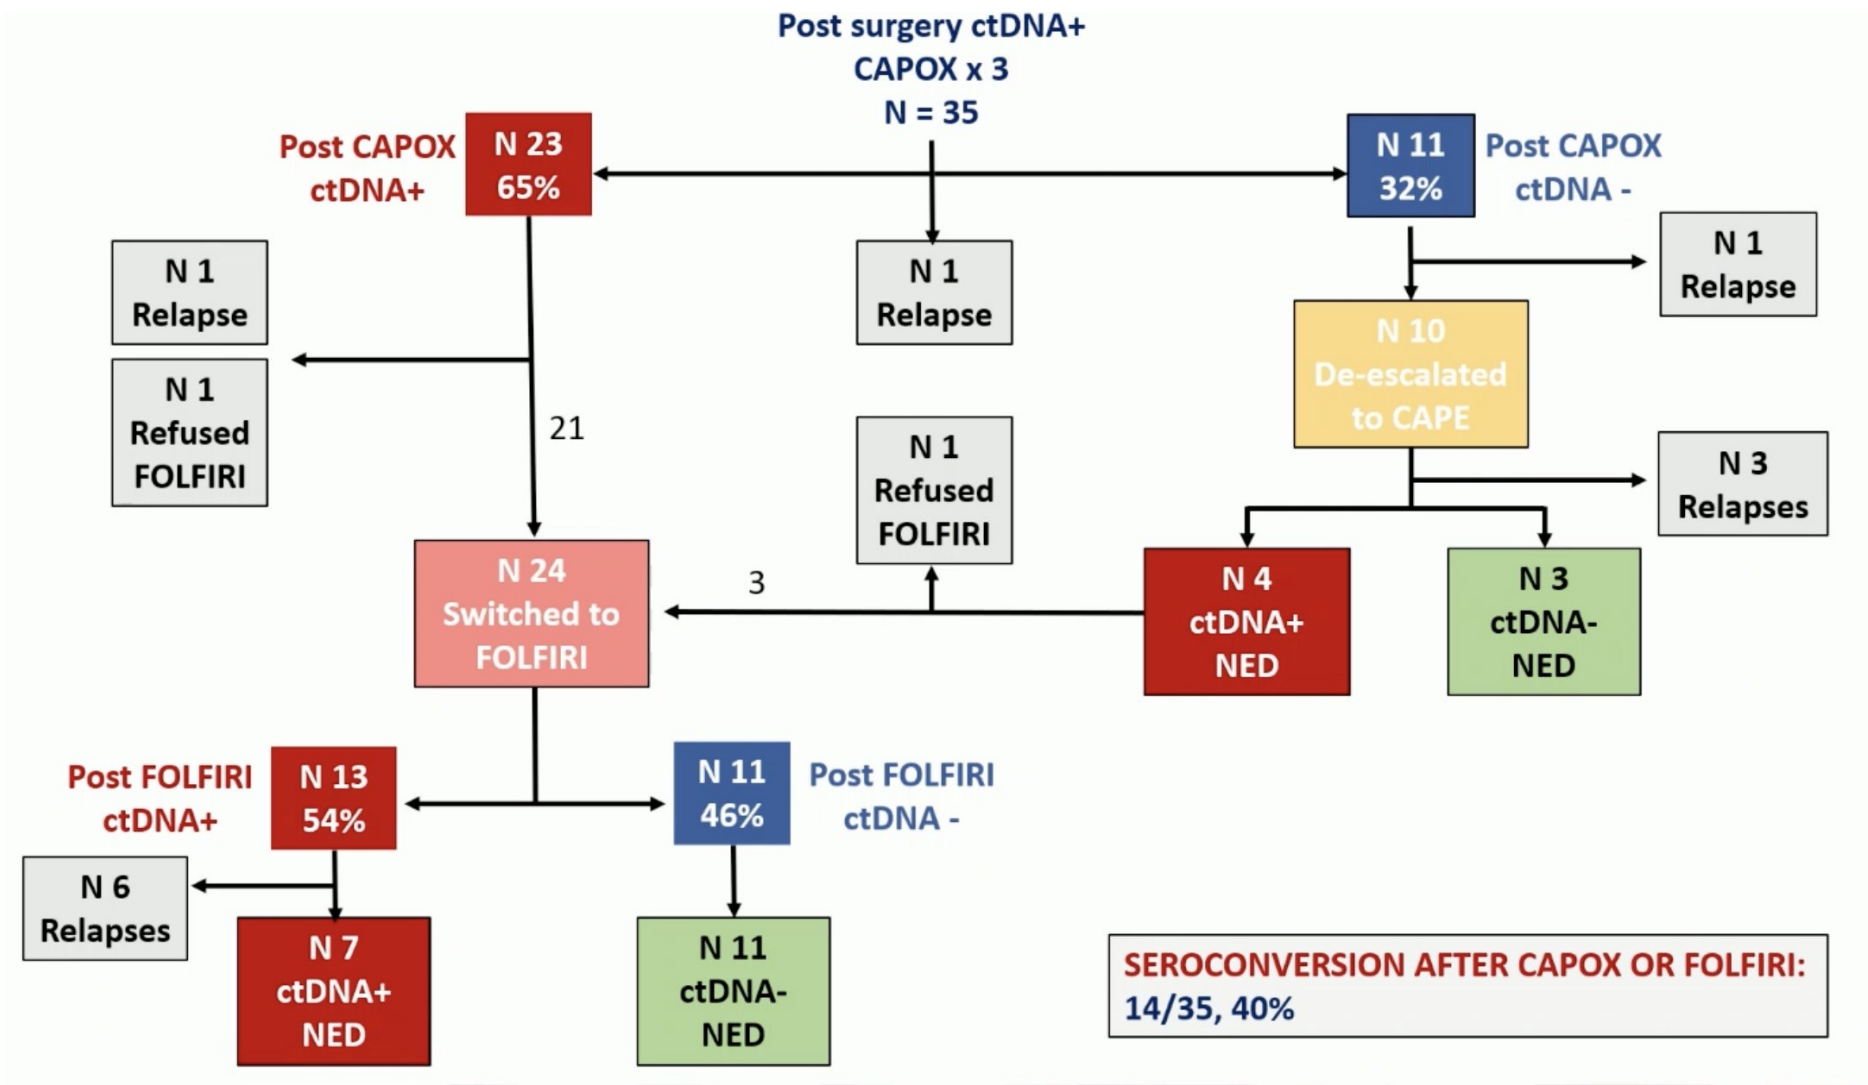 Post surgery ctDNA+
CAPOX x 3
N = 35
Post CAPOX
ctDNA+
N 23
65%
N 11
32%
Post CAPOX
ctDNA -
N 1
Relapse
N 1
Refused
FOLFIRI
21
N 1
Relapse
N 1
Relapse
N 10
De-escalated
to CAPE
N 1
Refused
FOLFIRI
N 3
Relapses
N 24
Switched to
FOLFIRI
3
N 4
ctDNA+
NED
N 3
ctDNA-
NED
Post FOLFIRI
ctDNA+
N 13
54%
N 11
46%
Post FOLFIRI
ctDNA -
N 6
Relapses
N 7
ctDNA+
NED
N 11
ctDNA-
NED
SEROCONVERSION AFTER CAPOX OR FOLFIRI:
14/35, 40%